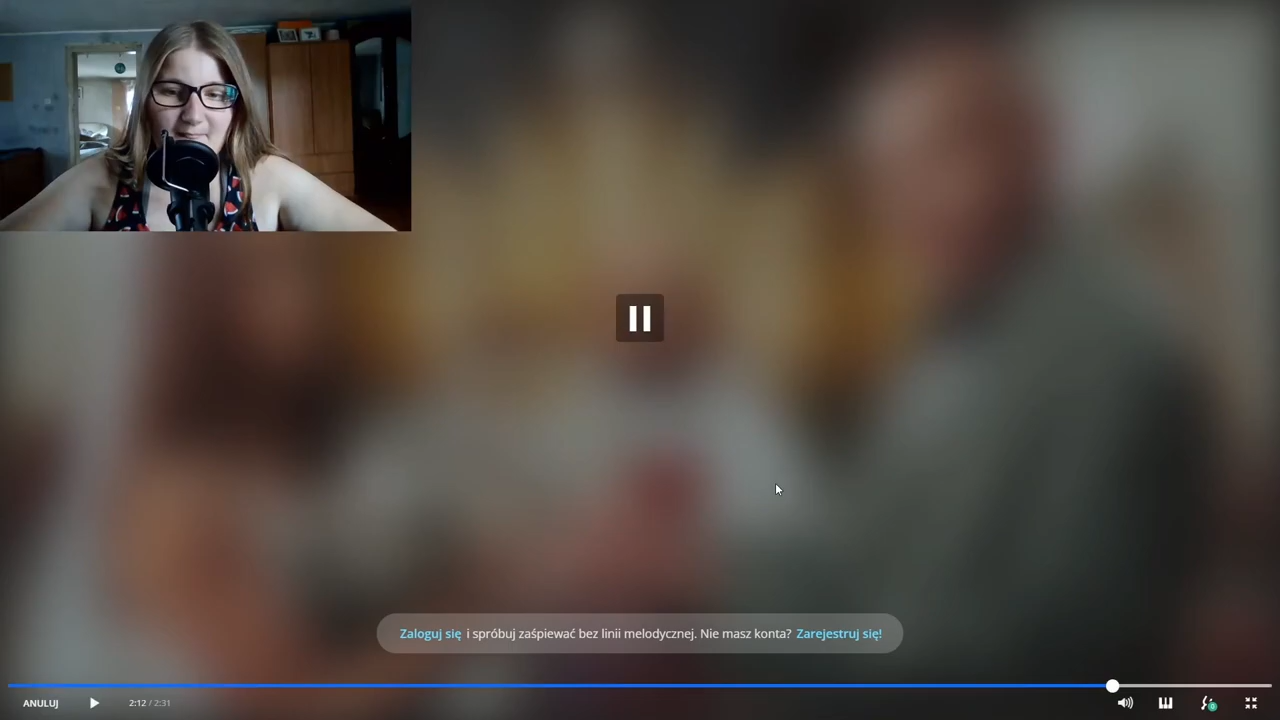 Zaloguj się i spróbuj zaśpiewać bez linii melodycznej. Nie masz konta? Zarejestruj się!
ANULUJ 2:12 / 2:31